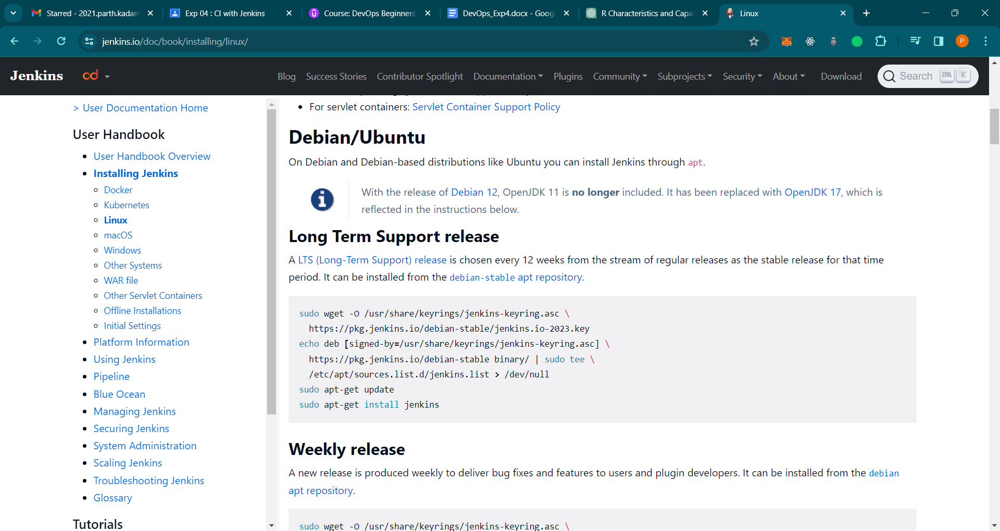 Starred - 2021.parth.kadam
Exp 04 : CI with Jenkins
Course: DevOps Beginners
DevOps_Exp4.docx - Goog
R Characteristics and Capa
Linux
jenkins.io/doc/book/installing/linux/
P
Jenkins
cd
Blog
Success Stories
Contributor Spotlight
Documentation
Plugins
Community
Subprojects
Security
About
Download
Search
CTRL
K
> User Documentation Home
User Handbook
User Handbook Overview
Installing Jenkins
Docker
Kubernetes
Linux
macOS
Windows
Other Systems
WAR file
Other Servlet Containers
Offline Installations
Initial Settings
Platform Information
Using Jenkins
Pipeline
Blue Ocean
Managing Jenkins
Securing Jenkins
System Administration
Scaling Jenkins
Troubleshooting Jenkins
Glossary
Tutorials
For servlet containers: Servlet Container Support Policy
Debian/Ubuntu
On Debian and Debian-based distributions like Ubuntu you can install Jenkins through apt.
With the release of Debian 12, OpenJDK 11 is no longer included. It has been replaced with OpenJDK 17, which is
reflected in the instructions below.
Long Term Support release
A LTS (Long-Term Support) release is chosen every 12 weeks from the stream of regular releases as the stable release for that time
period. It can be installed from the debian-stable apt repository.
sudo wget -O /usr/share/keyrings/jenkins-keyring.asc \
https://pkg.jenkins.io/debian-stable/jenkins.io-2023.key
echo deb [signed-by=/usr/share/keyrings/jenkins-keyring.asc] \
https://pkg.jenkins.io/debian-stable binary/ | sudo tee \
/etc/apt/sources.list.d/jenkins.list > /dev/null
sudo apt-get update
sudo apt-get install jenkins
Weekly release
A new release is produced weekly to deliver bug fixes and features to users and plugin developers. It can be installed from the debian
apt repository.
sudo wget -O /usr/share/keyrings/jenkins-keyring.asc \